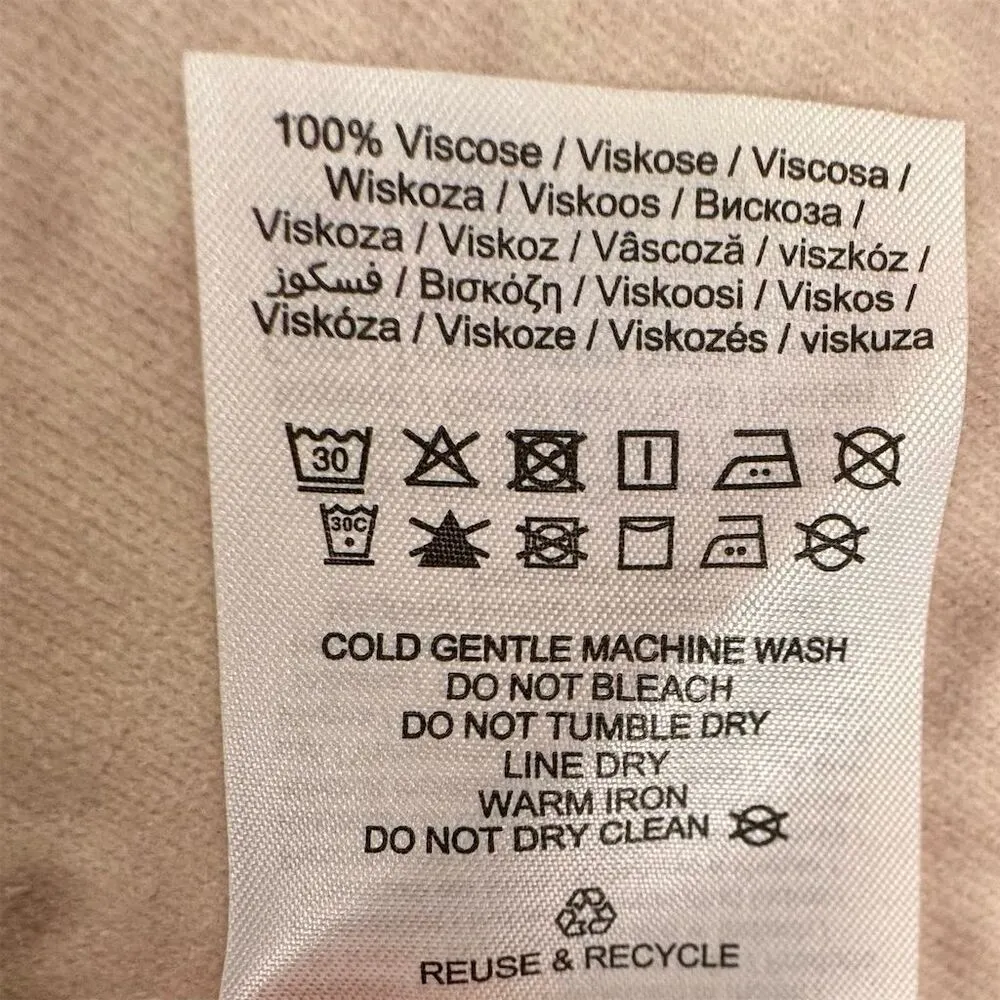 100% Viscose / Viskose / Viscosa /
Wiskoza / Viskoos / Вискоза /
Viskoza / Viskoz / Vâscoză / viszkóz /
فسكوز / Βισκόζη / Viskoosi / Viskos /
Viskóza / Viskoze / Viskozés / viskuza
30
30C
COLD GENTLE MACHINE WASH
DO NOT BLEACH
DO NOT TUMBLE DRY
LINE DRY
WARM IRON
DO NOT DRY CLEAN
REUSE & RECYCLE